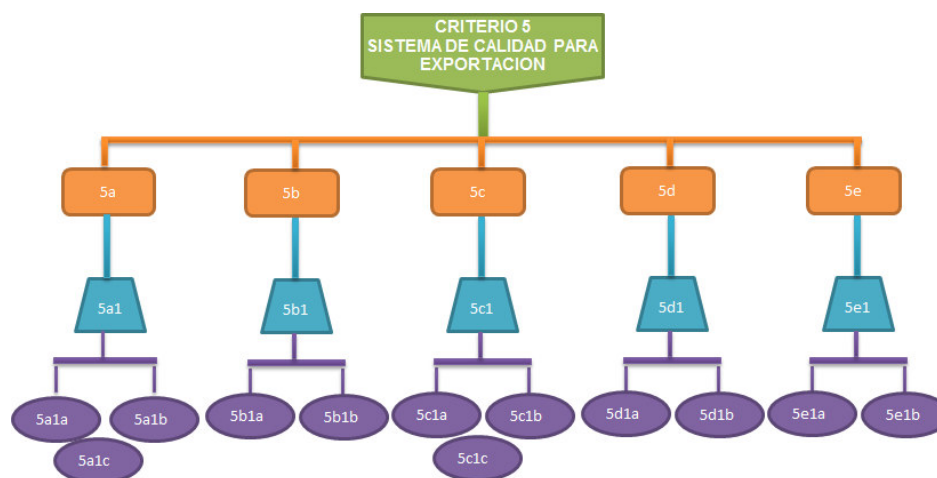 CRITERIO 5
SISTEMA DE CALIDAD PARA
EXPORTACION
5a
5b
5c
5d
5e
5a1
5b1
5c1
5d1
5e1
5a1a
5a1b
5b1a
5b1b
5c1a
5c1b
5d1a
5d1b
5e1a
5e1b
5a1c
5c1c